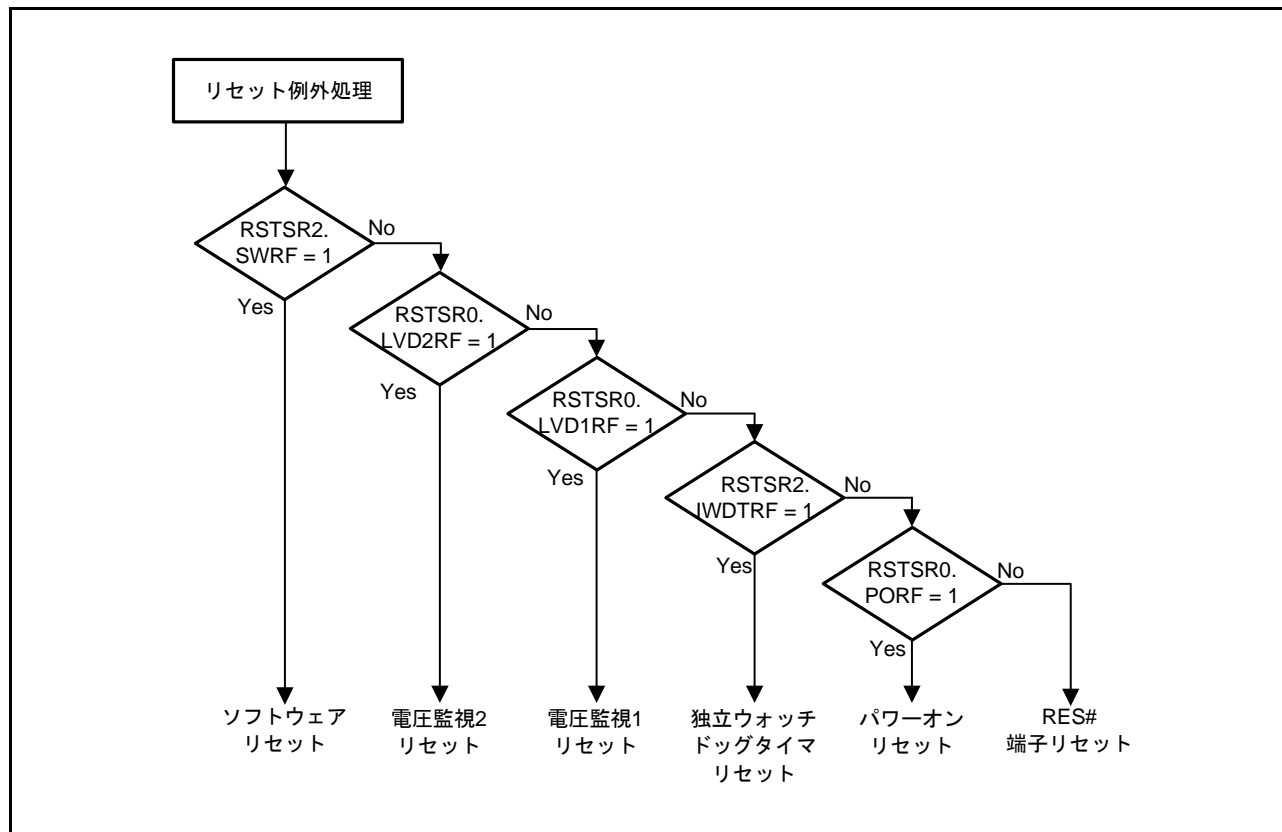 リセット例外処理
RSTSR2.
SWRF = 1
No
Yes
RSTSR0.
LVD2RF = 1
No
Yes
RSTSR0.
LVD1RF = 1
No
Yes
RSTSR2.
IWDTRF = 1
No
Yes
RSTSR0.
PORF = 1
No
Yes
ソフトウェア
リセット
電圧監視2
リセット
電圧監視1
リセット
独立ウォッチ
ドッグタイマ
リセット
パワーオン
リセット
RES#
端子リセット